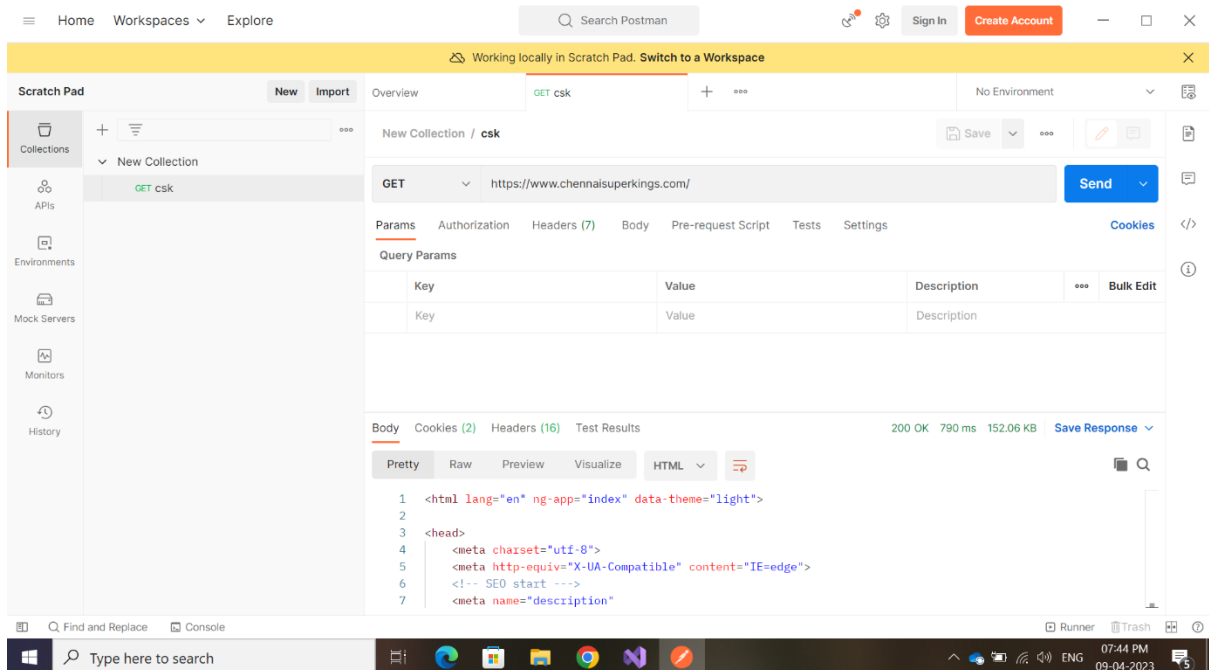 Home Workspaces Explore Search Postman Sign In Create Account
Working locally in Scratch Pad. Switch to a Workspace
Scratch Pad New Import Overview GET csk No Environment
Collections
New Collection
GET csk
APIs
Environments
Mock Servers
Monitors
History
New Collection / csk Save
GET https://www.chennaisuperkings.com/ Send
Params Authorization Headers (7) Body Pre-request Script Tests Settings Cookies
Query Params
Key Value Description Bulk Edit
Key Value Description
Body Cookies (2) Headers (16) Test Results 200 OK 790 ms 152.06 KB Save Response
Pretty Raw Preview Visualize HTML
1 <html lang="en" ng-app="index" data-theme="light">
2
3 <head>
4 <meta charset="utf-8">
5 <meta http-equiv="X-UA-Compatible" content="IE=edge">
6 <!-- SEO start --->
7 <meta name="description"
Find and Replace Console Runner Trash
Type here to search ENG 07:44 PM
09-04-2023 5